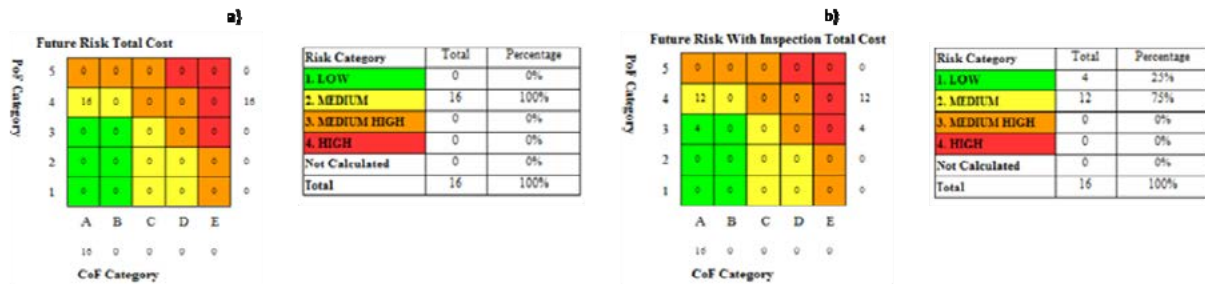 a)
Future Risk Total Cost
PoF Category
5 0 0 0 0 0 0
4 16 0 0 0 0 16
3 0 0 0 0 0 0
2 0 0 0 0 0 0
1 0 0 0 0 0 0
A B C D E
16 0 0 0 0
CoF Category
Risk Category Total Percentage
1. LOW 0 0%
2. MEDIUM 16 100%
3. MEDIUM HIGH 0 0%
4. HIGH 0 0%
Not Calculated 0 0%
Total 16 100%
b)
Future Risk With Inspection Total Cost
PoF Category
5 0 0 0 0 0 0
4 12 0 0 0 0 12
3 4 0 0 0 0 4
2 0 0 0 0 0 0
1 0 0 0 0 0 0
A B C D E
16 0 0 0 0
CoF Category
Risk Category Total Percentage
1. LOW 4 25%
2. MEDIUM 12 75%
3. MEDIUM HIGH 0 0%
4. HIGH 0 0%
Not Calculated 0 0%
Total 16 100%